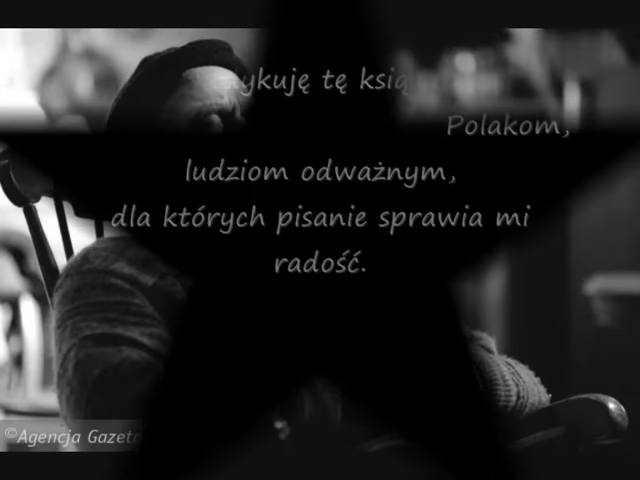 tę
Polakom,
ludziom odważnym,
dla których pisanie sprawia mi
radość.
©Agencja Gazeta